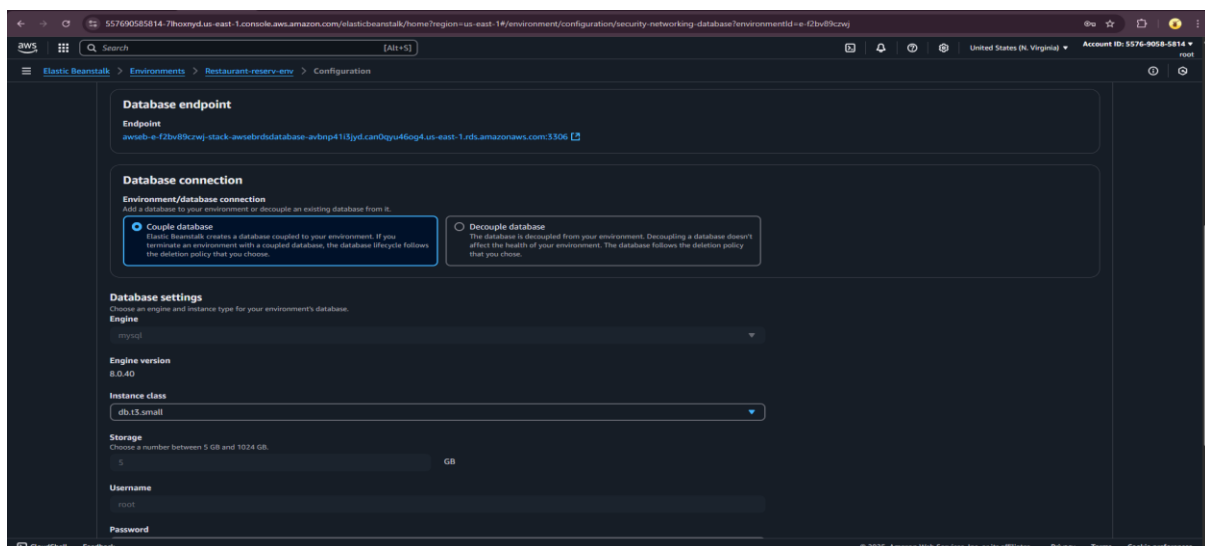 557690585814-7lhoxnyd.us-east-1.console.aws.amazon.com/elasticbeanstalk/home?region=us-east-1#/environment/configuration/security-networking-database?environmentId=e-f2bv89czwj
aws
Search
[Alt+S]
United States (N. Virginia)
Account ID: 5576-9058-5814
root
Elastic Beanstalk > Environments > Restaurant-reserv-env > Configuration
Database endpoint
Endpoint
awseb-e-f2bv89czwj-stack-awsebrdsdatabase-avbnp41i3jyd.can0qyu46og4.us-east-1.rds.amazonaws.com:3306
Database connection
Environment/database connection
Add a database to your environment or decouple an existing database from it.
Couple database
Elastic Beanstalk creates a database coupled to your environment. If you
terminate an environment with a coupled database, the database lifecycle follows
the deletion policy that you choose.
Decouple database
The database is decoupled from your environment. Decoupling a database doesn't
affect the health of your environment. The database follows the deletion policy
that you chose.
Database settings
Choose an engine and instance type for your environment's database.
Engine
mysql
Engine version
8.0.40
Instance class
db.t3.small
Storage
Choose a number between 5 GB and 1024 GB.
5
GB
Username
root
Password